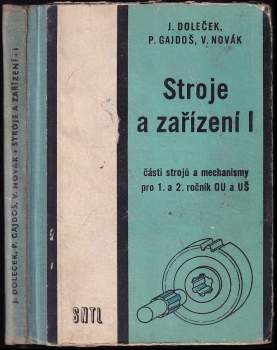 J. DOLEČEK,
P. GAJDOŠ, V. NOVÁK
Stroje
a zařízení I
části strojů a mechanismy
pro 1. a 2. ročník OU a UŠ
SNTL
J. DOLEČEK, P. GAJDOŠ, V. NOVÁK • STROJE A ZAŘÍZENÍ - I